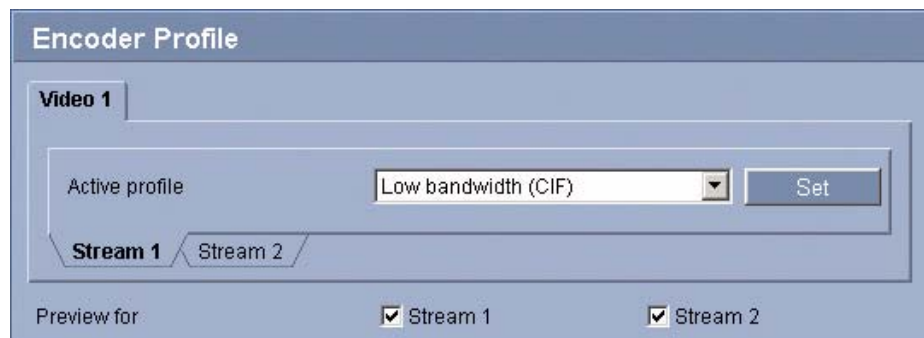 Encoder Profile
Video 1
Active profile Low bandwidth (CIF) Set
Stream 1 Stream 2
Preview for Stream 1 Stream 2